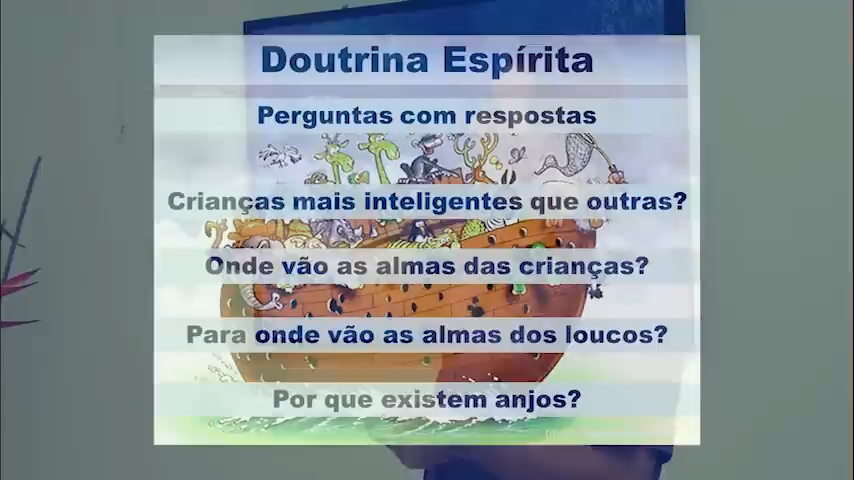 Doutrina Espírita
Perguntas com respostas
Crianças mais inteligentes que outras?
Onde vão as almas das crianças?
Para onde vão as almas dos loucos?
Por que existem anjos?